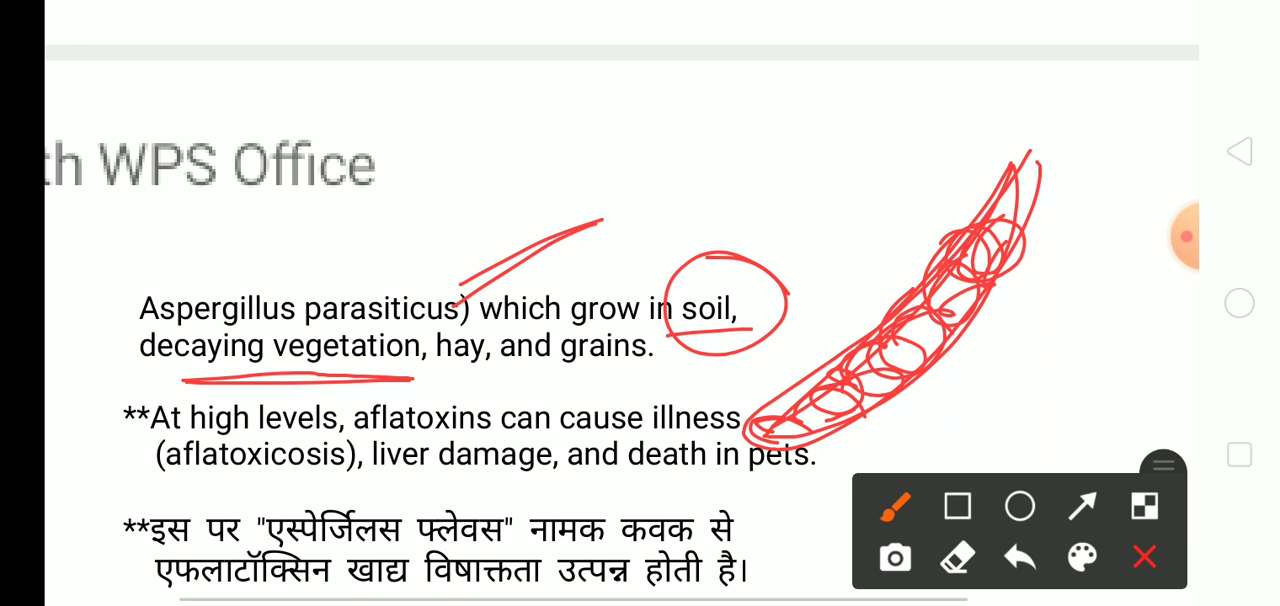 th WPS Office
Aspergillus parasiticus) which grow in soil,
decaying vegetation, hay, and grains.
**At high levels, aflatoxins can cause illness
(aflatoxicosis), liver damage, and death in pets.
**इस पर "एस्पेर्जिलस फ्लेवस" नामक कवक से
एफलाटॉक्सिन खाद्य विषाक्तता उत्पन्न होती है।